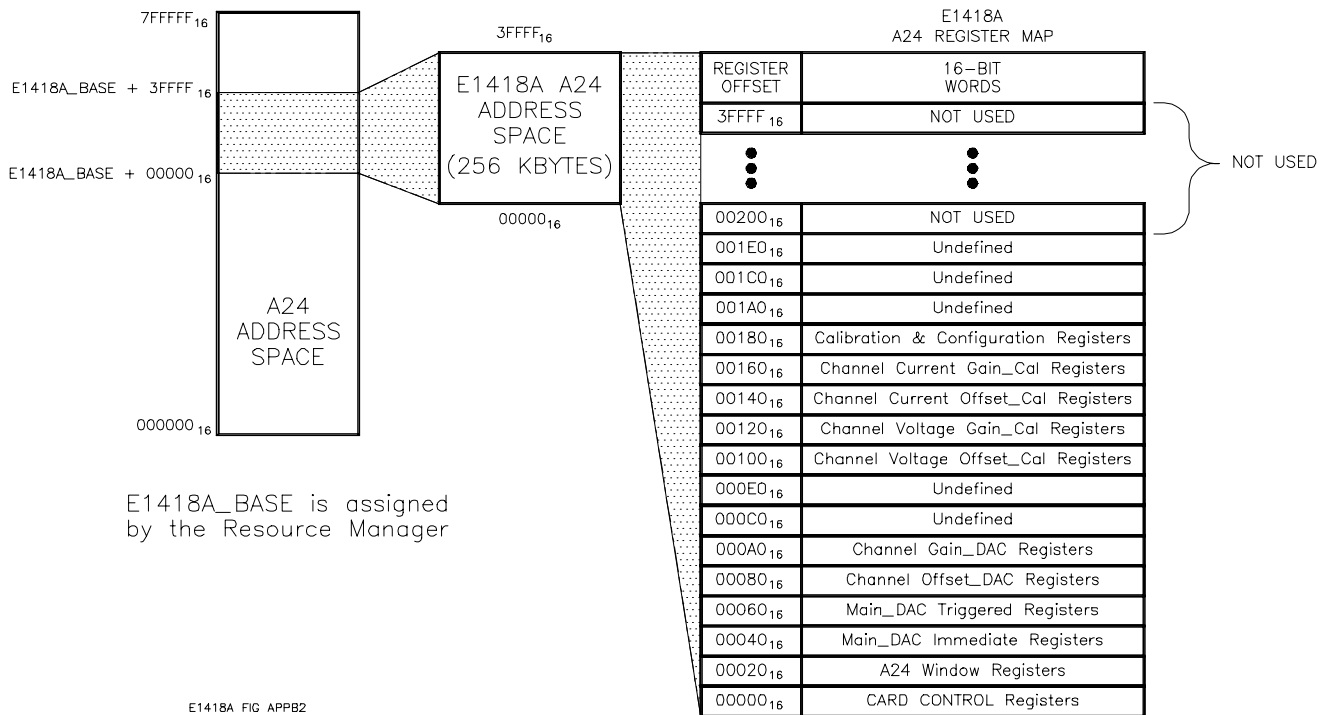 7FFFFF16
E1418A_BASE + 3FFFF16
E1418A_BASE + 0000016
A24
ADDRESS
SPACE
00000016
E1418A_BASE is assigned
by the Resource Manager
E1418A FIG APPB2
3FFFF16
E1418A A24
ADDRESS
SPACE
(256 KBYTES)
0000016
E1418A
A24 REGISTER MAP
REGISTER OFFSET 16-BIT WORDS
3FFFF16 NOT USED
NOT USED
0020016 NOT USED
001E016 Undefined
001C016 Undefined
001A016 Undefined
0018016 Calibration & Configuration Registers
0016016 Channel Current Gain_Cal Registers
0014016 Channel Current Offset_Cal Registers
0012016 Channel Voltage Gain_Cal Registers
0010016 Channel Voltage Offset_Cal Registers
000E016 Undefined
000C016 Undefined
000A016 Channel Gain_DAC Registers
0008016 Channel Offset_DAC Registers
0006016 Main_DAC Triggered Registers
0004016 Main_DAC Immediate Registers
0002016 A24 Window Registers
0000016 CARD CONTROL Registers